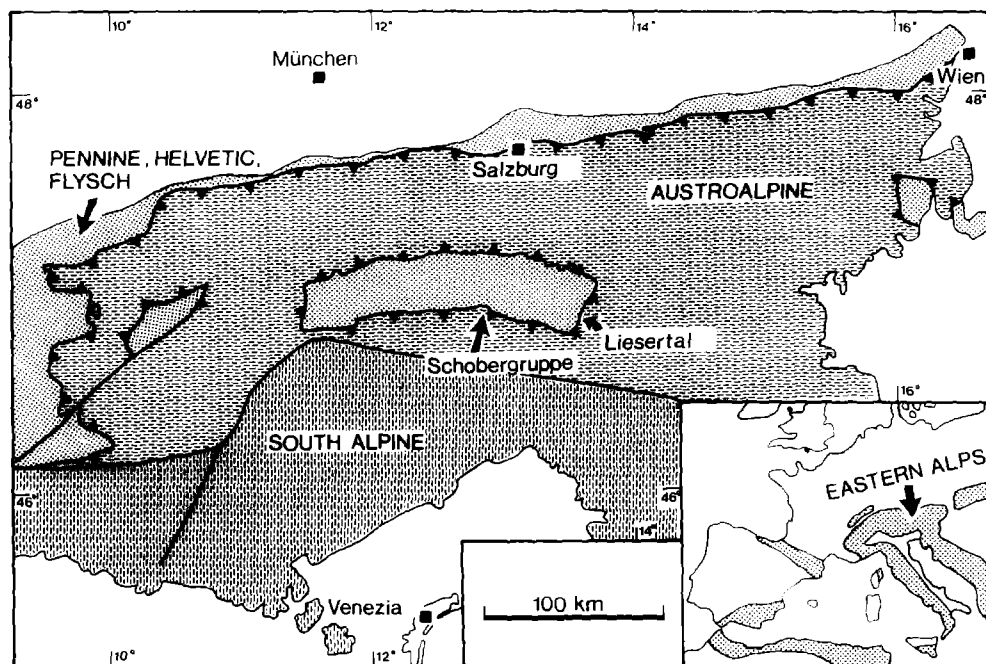 10°
12°
14°
16°
München
Wien
48°
48°
PENNINE, HELVETIC,
FLYSCH
Salzburg
AUSTROALPINE
Liesertal
Schobergruppe
16°
SOUTH ALPINE
EASTERN ALPS
46°
46°
14°
100 km
Venezia
10°
12°